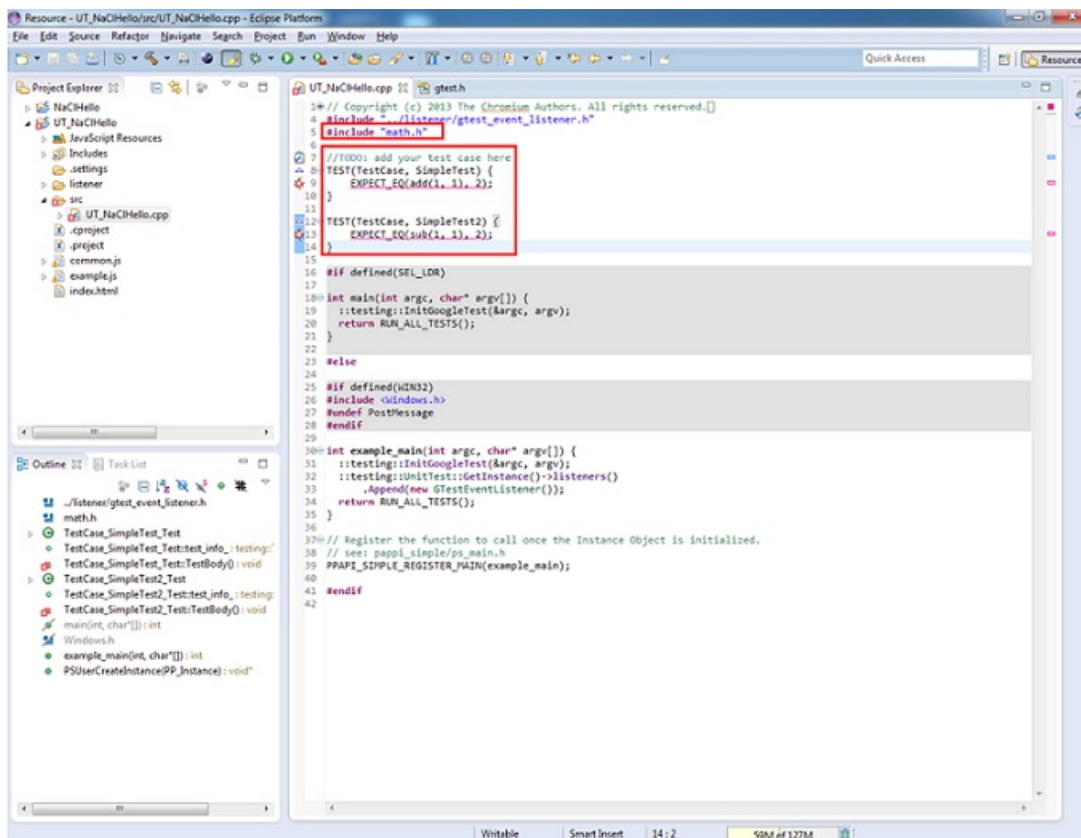 Resource - UT_NaClHello/src/UT_NaClHello.cpp - Eclipse Platform
File Edit Source Refactor Navigate Search Project Run Window Help
Quick Access
Resource
Project Explorer
NaClHello
UT_NaClHello
JavaScript Resources
Includes
.settings
listener
src
UT_NaClHello.cpp
.cproject
.project
common.js
example.js
index.html
Outline
Task List
../listener/gtest_event_listener.h
math.h
TestCase_SimpleTest_Test
TestCase_SimpleTest_Test::test_info_ : testing::
TestCase_SimpleTest_Test::TestBody() : void
TestCase_SimpleTest2_Test
TestCase_SimpleTest2_Test::test_info_ : testing:
TestCase_SimpleTest2_Test::TestBody() : void
main(int, char*[]) : int
Windows.h
example_main(int, char*[]) : int
PSUserCreateInstance(PP_Instance) : void*
UT_NaClHello.cpp
gtest.h
1 // Copyright (c) 2013 The Chromium Authors. All rights reserved.
4 #include "../listener/gtest_event_listener.h"
5 #include "math.h"
6
7 //TODO: add your test case here
8 TEST(TestCase, SimpleTest) {
9 EXPECT_EQ(add(1, 1), 2);
10 }
11
12 TEST(TestCase, SimpleTest2) {
13 EXPECT_EQ(sub(1, 1), 2);
14 }
15
16 #if defined(SEL_LDR)
17
18 int main(int argc, char* argv[]) {
19 ::testing::InitGoogleTest(&argc, argv);
20 return RUN_ALL_TESTS();
21 }
22
23 #else
24
25 #if defined(WIN32)
26 #include <Windows.h>
27 #undef PostMessage
28 #endif
29
30 int example_main(int argc, char* argv[]) {
31 ::testing::InitGoogleTest(&argc, argv);
32 ::testing::UnitTest::GetInstance()->listeners()
33 .Append(new GTestEventListener());
34 return RUN_ALL_TESTS();
35 }
36
37 // Register the function to call once the Instance Object is initialized.
38 // see: pappi_simple/ps_main.h
39 PPAPI_SIMPLE_REGISTER_MAIN(example_main);
40
41 #endif
42
Writable
Smart Insert
14 : 2
59M of 127M